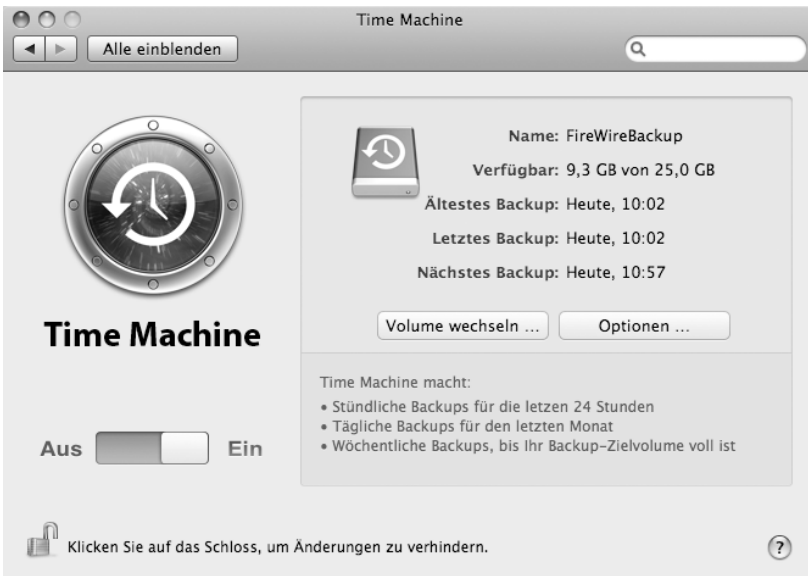 Time Machine
Alle einblenden
Name: FireWireBackup
Verfügbar: 9,3 GB von 25,0 GB
Ältestes Backup: Heute, 10:02
Letztes Backup: Heute, 10:02
Nächstes Backup: Heute, 10:57
Volume wechseln ...
Optionen ...
Time Machine
Time Machine macht:
• Stündliche Backups für die letzen 24 Stunden
• Tägliche Backups für den letzten Monat
• Wöchentliche Backups, bis Ihr Backup-Zielvolume voll ist
Aus Ein
Klicken Sie auf das Schloss, um Änderungen zu verhindern.
?